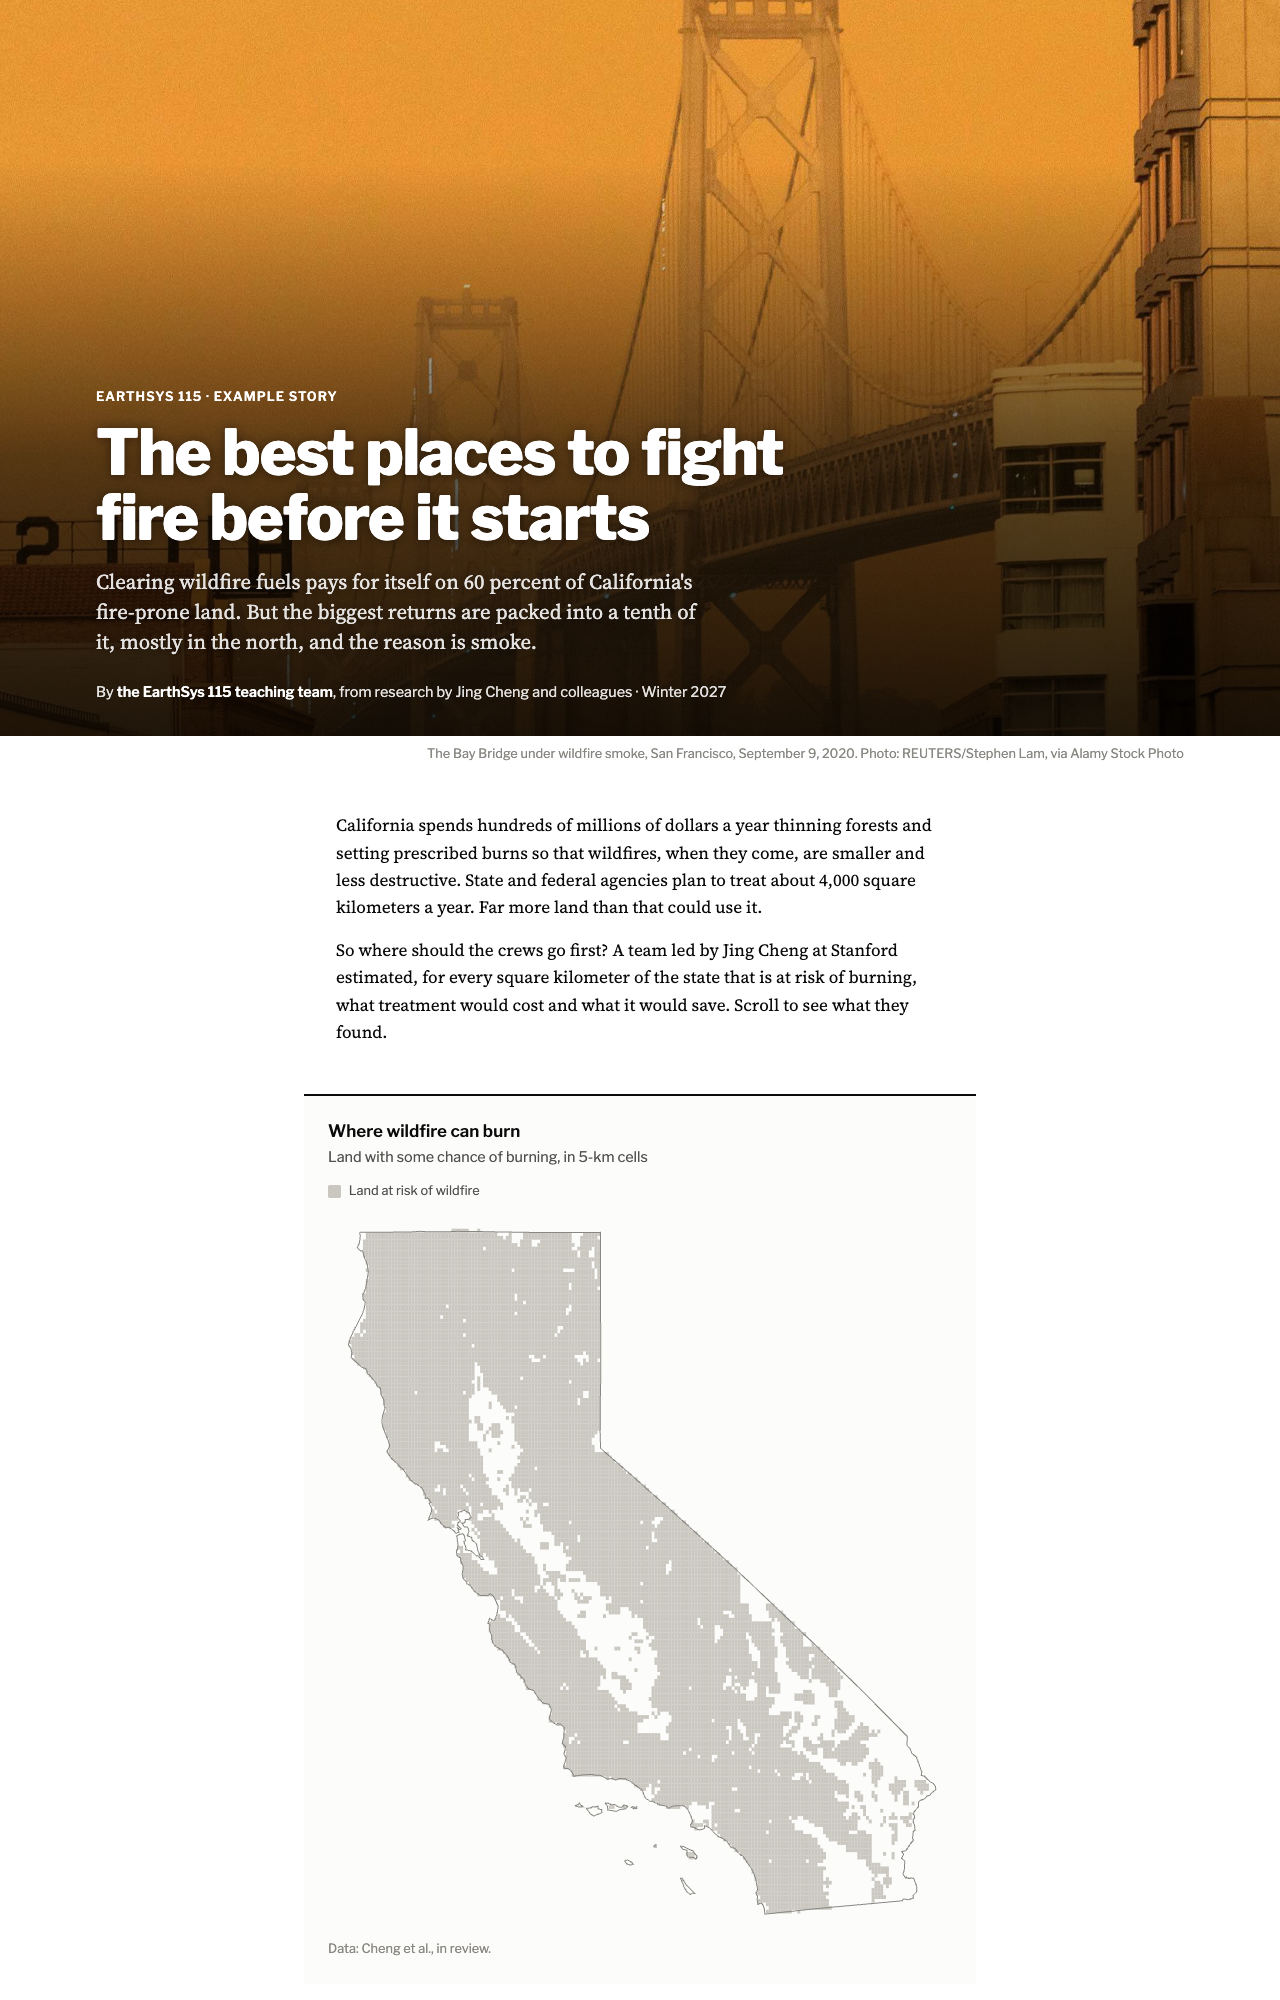 EARTHSYS 115 · EXAMPLE STORY
The best places to fight
fire before it starts
Clearing wildfire fuels pays for itself on 60 percent of California's
fire-prone land. But the biggest returns are packed into a tenth of
it, mostly in the north, and the reason is smoke.
By the EarthSys 115 teaching team, from research by Jing Cheng and colleagues · Winter 2027
The Bay Bridge under wildfire smoke, San Francisco, September 9, 2020. Photo: REUTERS/Stephen Lam, via Alamy Stock Photo
California spends hundreds of millions of dollars a year thinning forests and
setting prescribed burns so that wildfires, when they come, are smaller and
less destructive. State and federal agencies plan to treat about 4,000 square
kilometers a year. Far more land than that could use it.
So where should the crews go first? A team led by Jing Cheng at Stanford
estimated, for every square kilometer of the state that is at risk of burning,
what treatment would cost and what it would save. Scroll to see what they
found.
Where wildfire can burn
Land with some chance of burning, in 5-km cells
Land at risk of wildfire
Data: Cheng et al., in review.